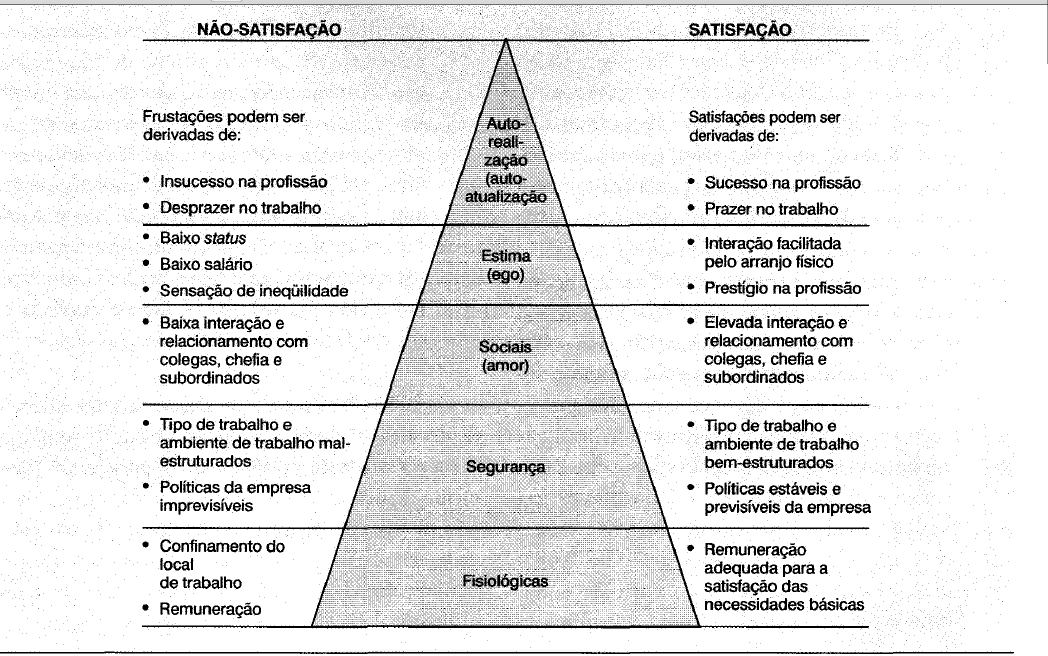 NÃO-SATISFAÇÃO
Frustações podem ser
derivadas de:
• Insucesso na profissão
• Desprazer no trabalho
• Baixo status
• Baixo salário
• Sensação de ineqüilidade
• Baixa interação e
relacionamento com
colegas, chefia e
subordinados
• Tipo de trabalho e
ambiente de trabalho mal-
estruturados
• Políticas da empresa
imprevisíveis
• Confinamento do
local
de trabalho
• Remuneração
Auto-
reali-
zação
(auto-
atualização
Estima
(ego)
Sociais
(amor)
Segurança
Fisiológicas
SATISFAÇÃO
Satisfações podem ser
derivadas de:
• Sucesso na profissão
• Prazer no trabalho
• Interação facilitada
pelo arranjo físico
• Prestígio na profissão
• Elevada interação e
relacionamento com
colegas, chefia e
subordinados
• Tipo de trabalho e
ambiente de trabalho
bem-estruturados
• Políticas estáveis e
previsíveis da empresa
• Remuneração
adequada para a
satisfação das
necessidades básicas